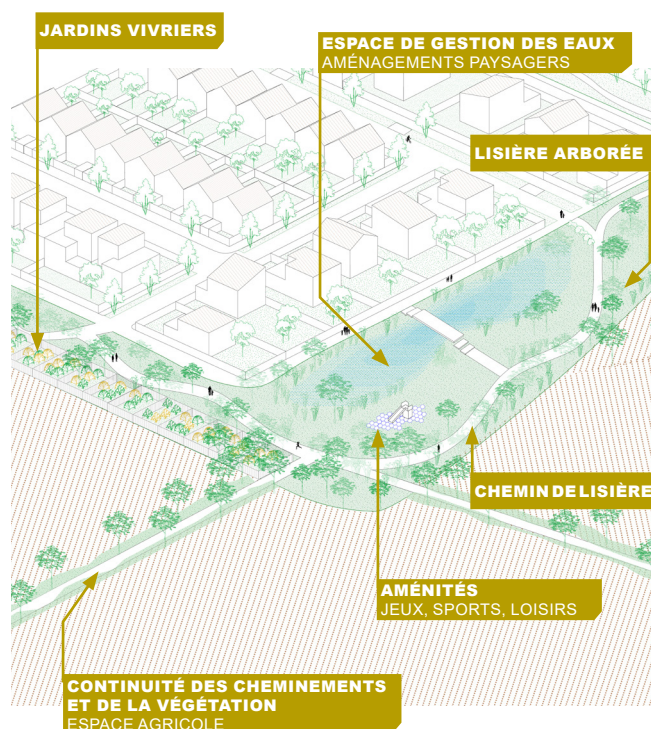 JARDINS VIVRIERS
ESPACE DE GESTION DES EAUX
AMÉNAGEMENTS PAYSAGERS
LISIÈRE ARBORÉE
CHEMIN DE LISIÈRE
AMÉNITÉS
JEUX, SPORTS, LOISIRS
CONTINUITÉ DES CHEMINEMENTS
ET DE LA VÉGÉTATION
ESPACE AGRICOLE